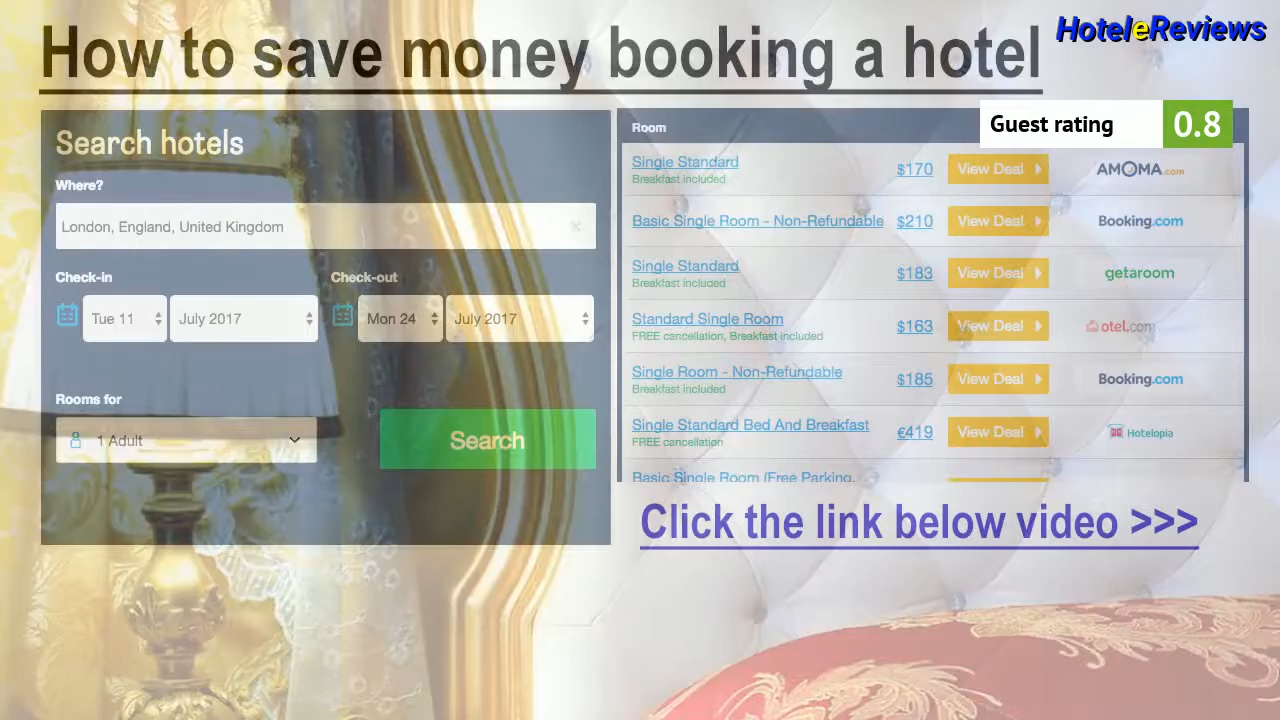 How to save money booking a hotel
HoteleReviews
Search hotels
Where?
London, England, United Kingdom
Check-in
Check-out
Tue 11
July 2017
Mon 24
July 2017
Rooms for
1 Adult
Search
Room
Guest rating
0.8
Single Standard $170 View Deal AMOMA.com
Breakfast included
Basic Single Room - Non-Refundable $210 View Deal Booking.com
Single Standard $183 View Deal getaroom
Breakfast included
Standard Single Room $163 View Deal otel.com
FREE cancellation, Breakfast included
Single Room - Non-Refundable $185 View Deal Booking.com
Breakfast included
Single Standard Bed And Breakfast €419 View Deal Hotelopia
FREE cancellation
Basic Single Room (Free Parking,
Click the link below video >>>